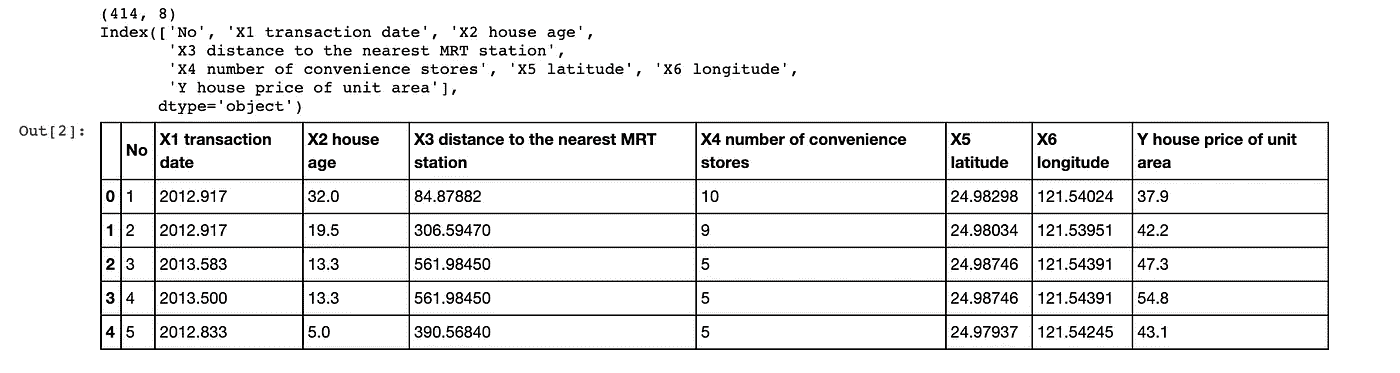 (414, 8)
Index(['No', 'X1 transaction date', 'X2 house age',
'X3 distance to the nearest MRT station',
'X4 number of convenience stores', 'X5 latitude', 'X6 longitude',
'Y house price of unit area'],
dtype='object')
Out[2]:
No X1 transaction date X2 house age X3 distance to the nearest MRT station X4 number of convenience stores X5 latitude X6 longitude Y house price of unit area
0 1 2012.917 32.0 84.87882 10 24.98298 121.54024 37.9
1 2 2012.917 19.5 306.59470 9 24.98034 121.53951 42.2
2 3 2013.583 13.3 561.98450 5 24.98746 121.54391 47.3
3 4 2013.500 13.3 561.98450 5 24.98746 121.54391 54.8
4 5 2012.833 5.0 390.56840 5 24.97937 121.54245 43.1